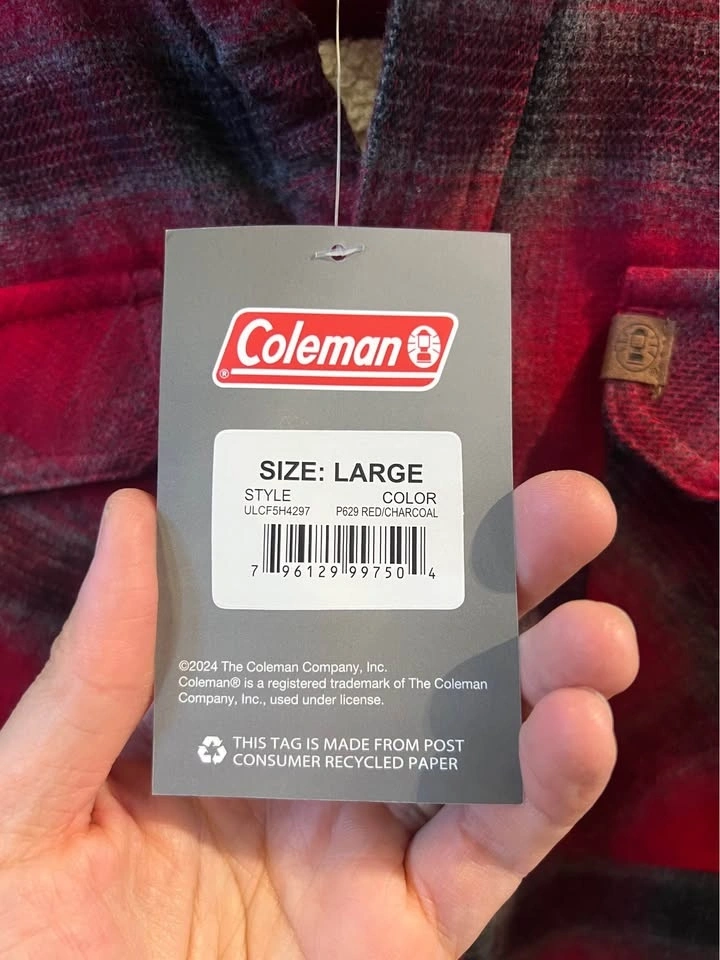 Coleman
®
SIZE: LARGE
STYLE COLOR
ULCF5H4297 P629 RED/CHARCOAL
7 96129 99750 4
©2024 The Coleman Company, Inc.
Coleman® is a registered trademark of The Coleman
Company, Inc., used under license.
THIS TAG IS MADE FROM POST
CONSUMER RECYCLED PAPER